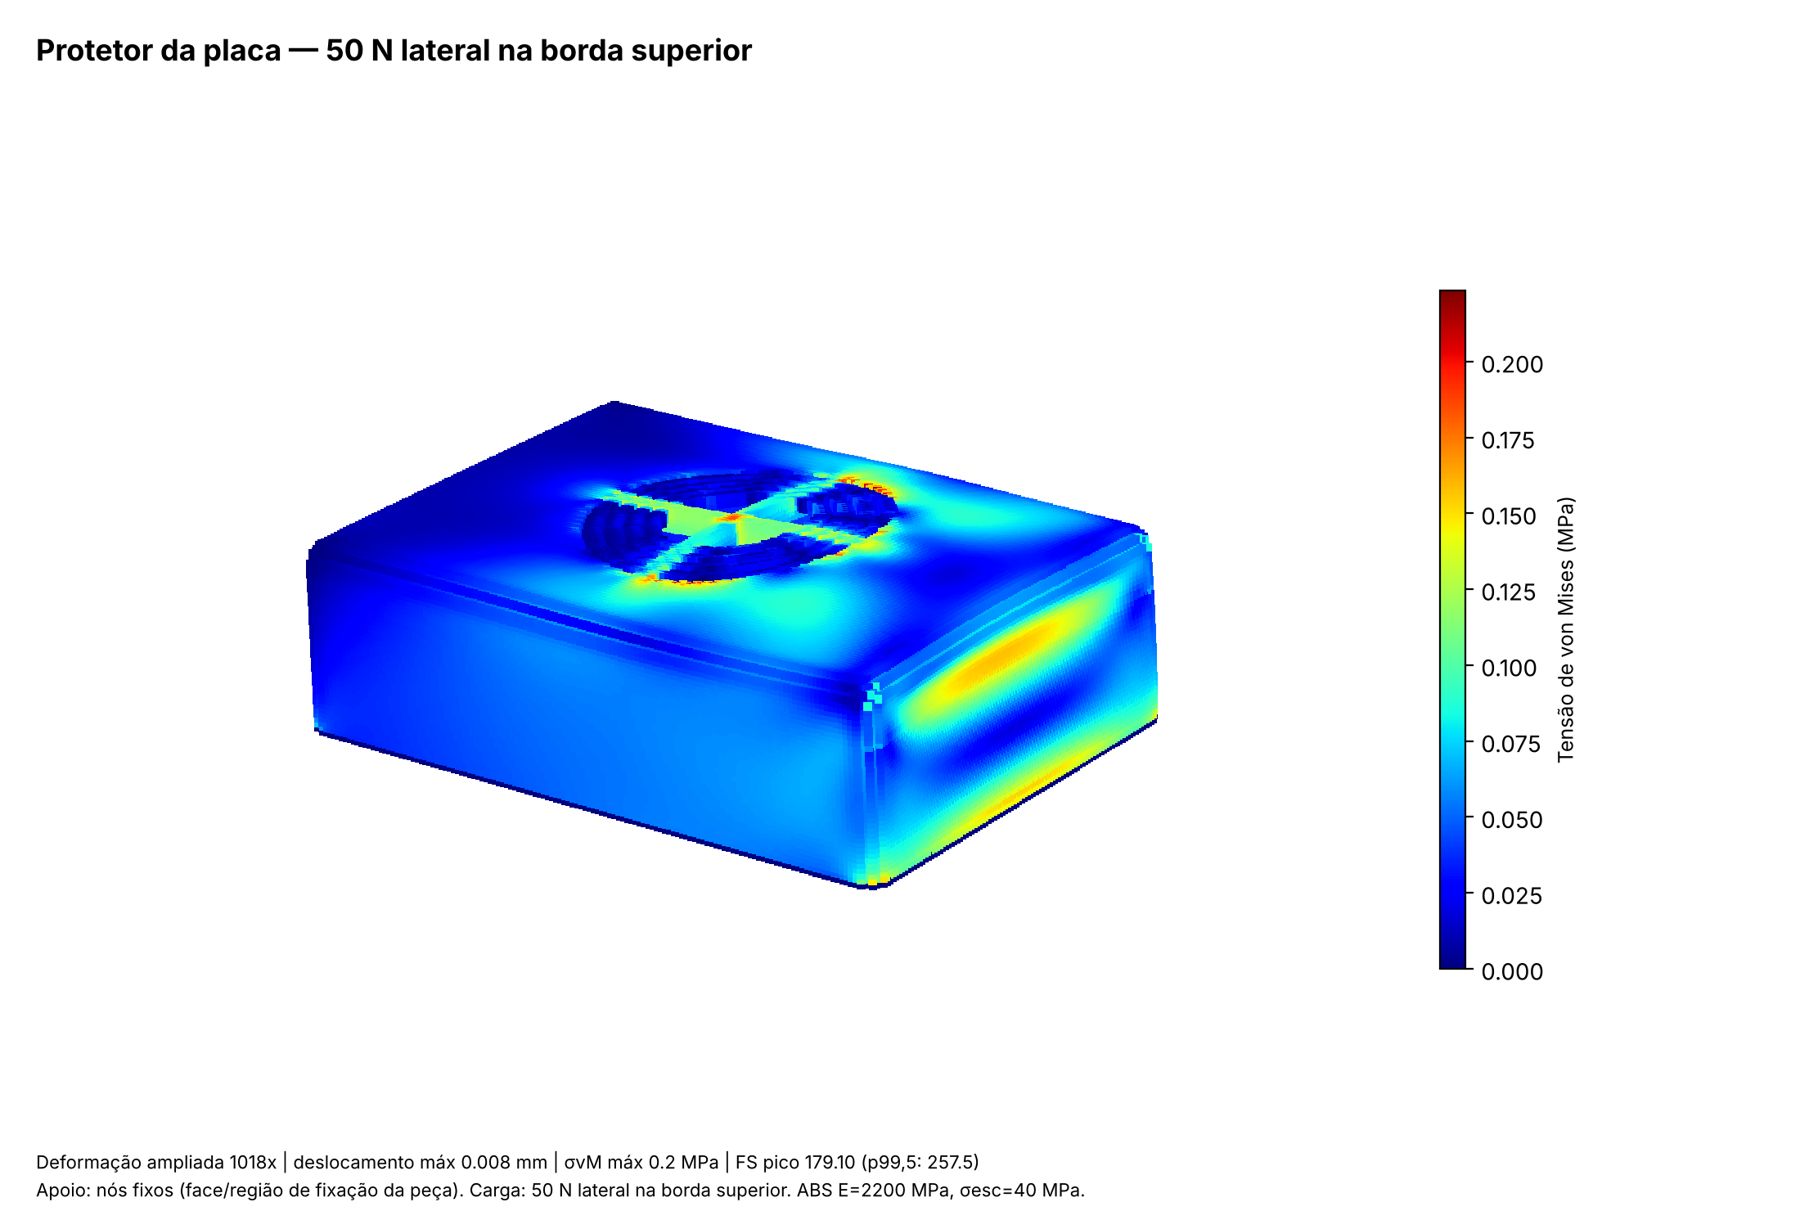 Protetor da placa — 50 N lateral na borda superior
0.200
0.175
0.150
0.125
0.100
0.075
0.050
0.025
0.000
Tensão de von Mises (MPa)
Deformação ampliada 1018x | deslocamento máx 0.008 mm | σvM máx 0.2 MPa | FS pico 179.10 (p99,5: 257.5)
Apoio: nós fixos (face/região de fixação da peça). Carga: 50 N lateral na borda superior. ABS E=2200 MPa, σesc=40 MPa.